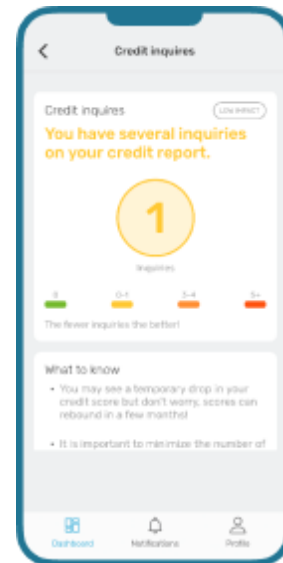 Credit inquires
Credit inquires
LOW IMPACT
You have several inquiries
on your credit report.
1
Inquiries
0
0-1
3-4
5+
The fewer inquiries the better!
What to know
• You may see a temporary drop in your
credit score but don't worry, scores can
rebound in a few months!
• It is important to minimize the number of
Dashboard
Notifications
Profile